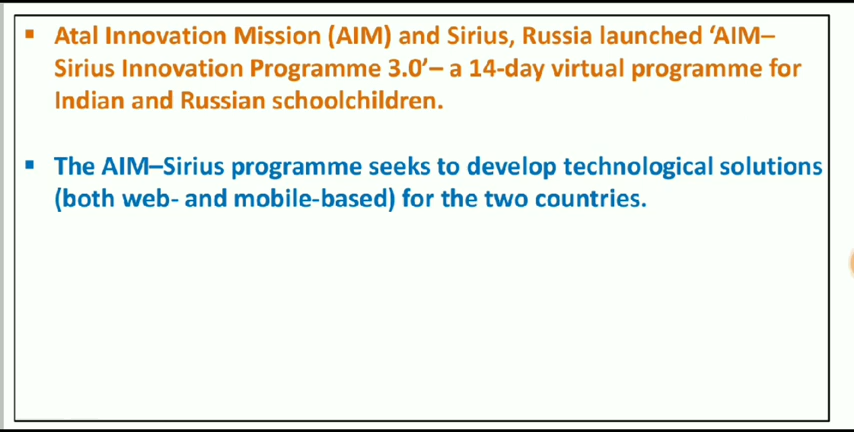 ▪ Atal Innovation Mission (AIM) and Sirius, Russia launched ‘AIM–
Sirius Innovation Programme 3.0’– a 14-day virtual programme for
Indian and Russian schoolchildren.
▪ The AIM–Sirius programme seeks to develop technological solutions
(both web- and mobile-based) for the two countries.